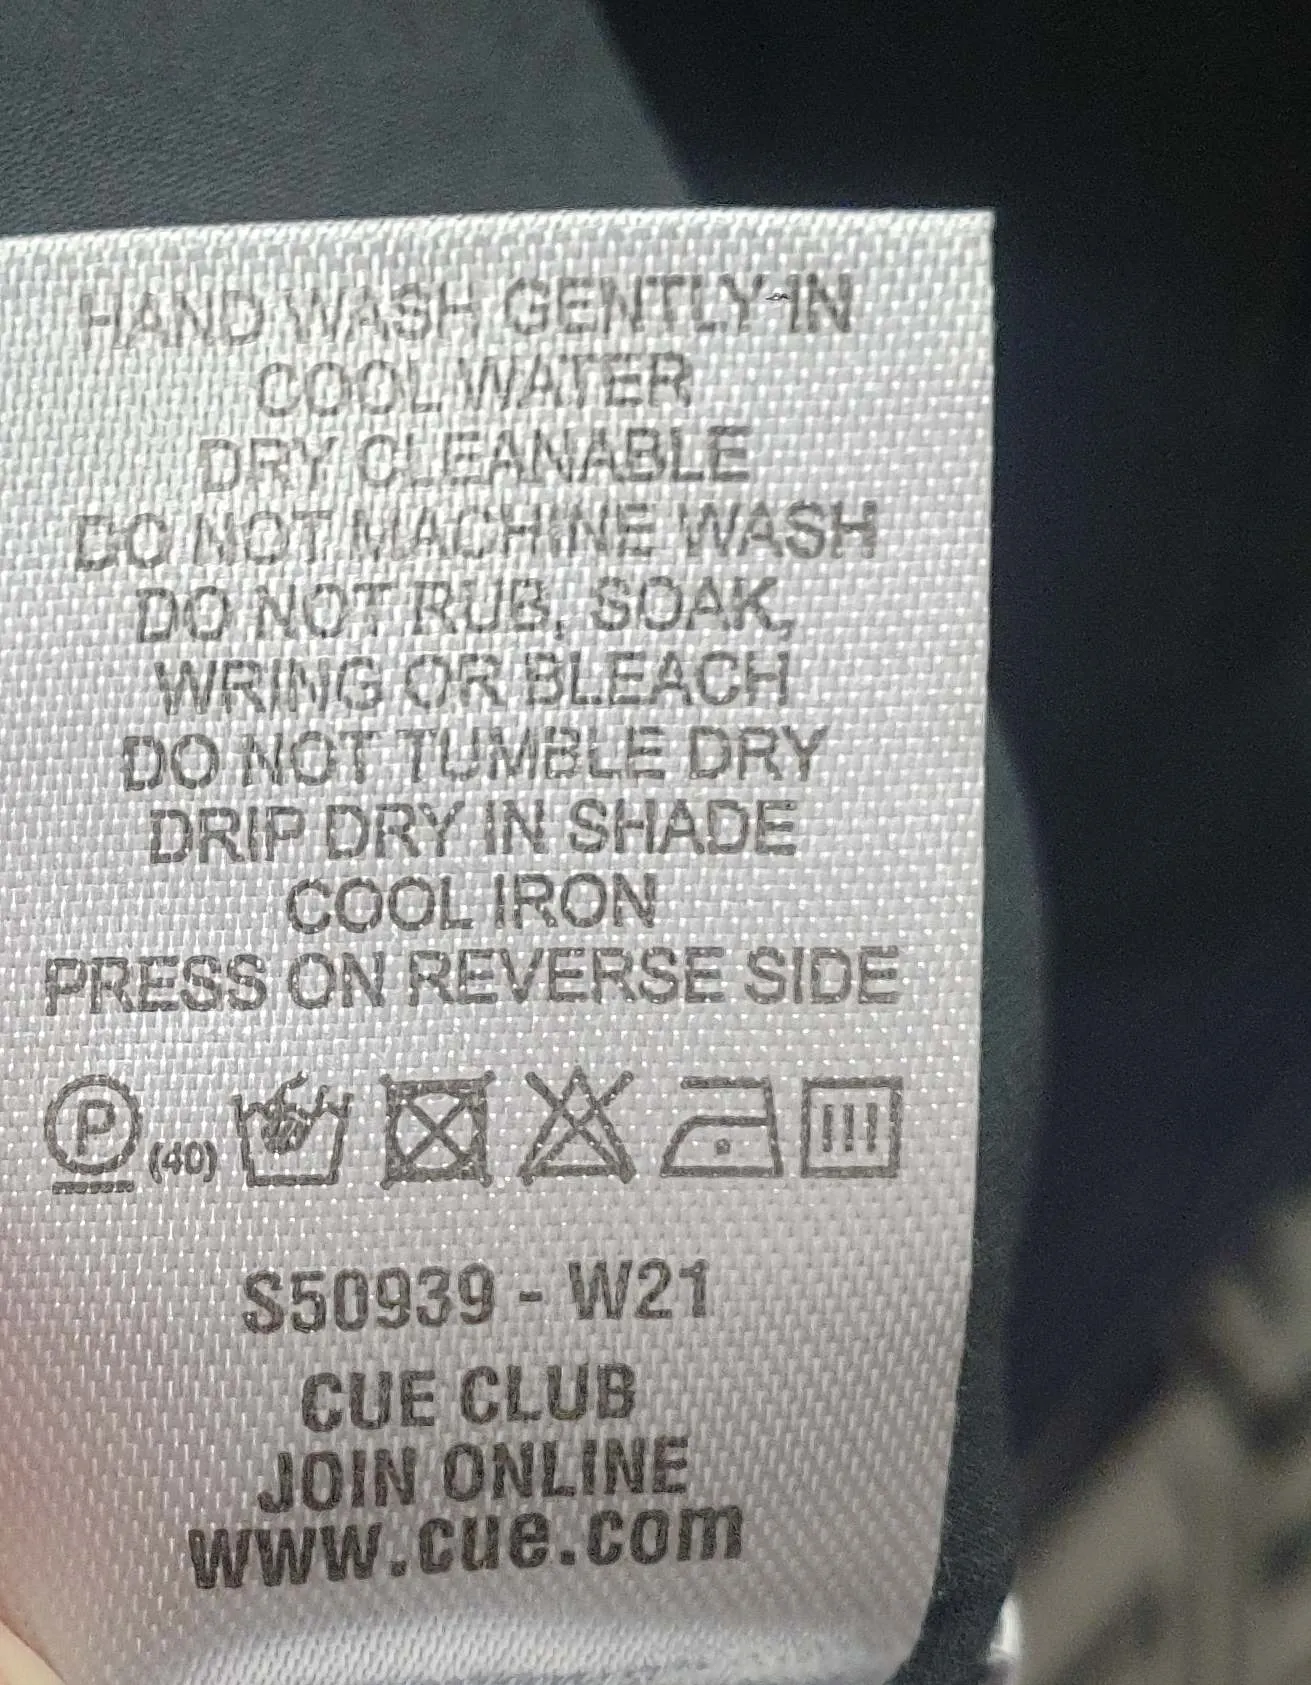 HAND WASH GENTLY IN
COOL WATER
DRY CLEANABLE
DO NOT MACHINE WASH
DO NOT RUB, SOAK,
WRING OR BLEACH
DO NOT TUMBLE DRY
DRIP DRY IN SHADE
COOL IRON
PRESS ON REVERSE SIDE
P (40)
S50939 - W21
CUE CLUB
JOIN ONLINE
www.cue.com